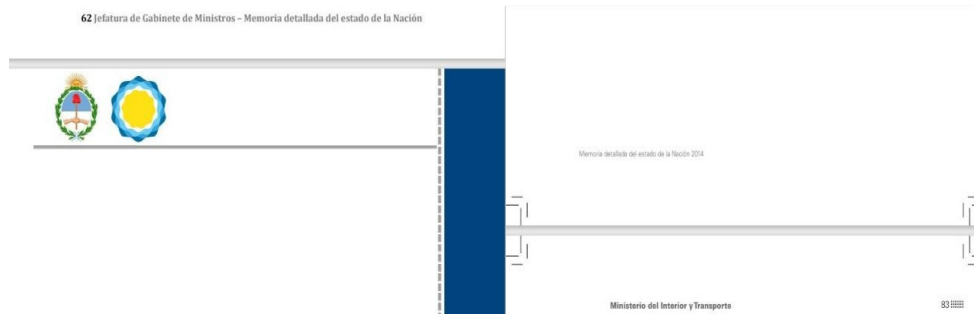 62 Jefatura de Gabinete de Ministros – Memoria detallada del estado de la Nación
Memoria detallada del estado de la Nación 2014
Ministerio del Interior y Transporte
83